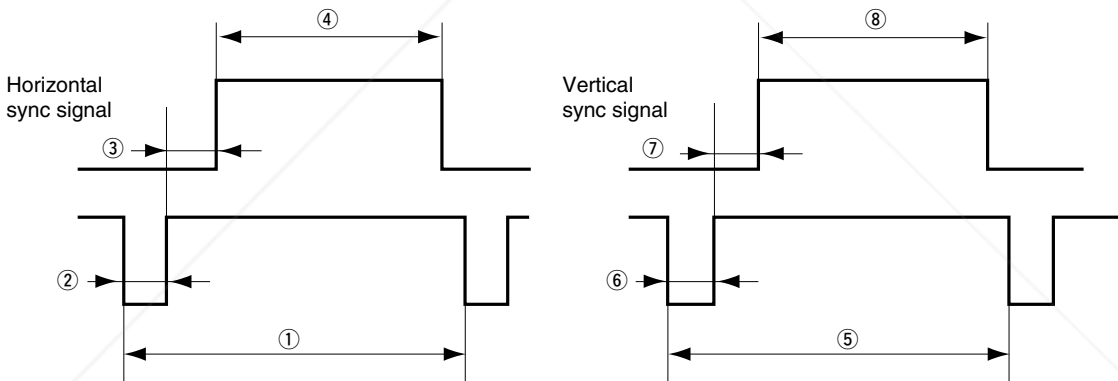 ④
Horizontal
sync signal
③
②
①
⑧
Vertical
sync signal
⑦
⑥
⑤